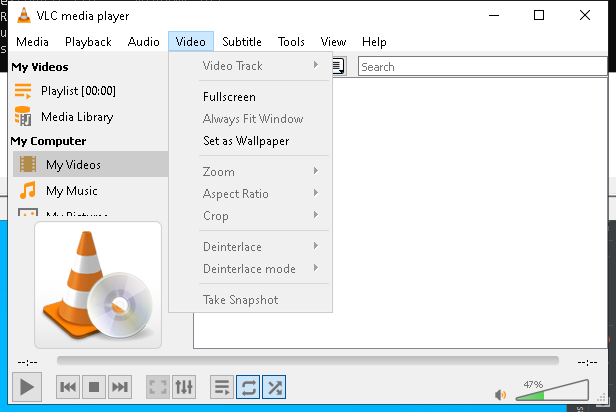 VLC media player
Media Playback Audio Video Subtitle Tools View Help
My Videos
Playlist [00:00]
Media Library
My Computer
My Videos
My Music
My Pictures
Video Track
Fullscreen
Always Fit Window
Set as Wallpaper
Zoom
Aspect Ratio
Crop
Deinterlace
Deinterlace mode
Take Snapshot
Search
--:-- --:--
47%